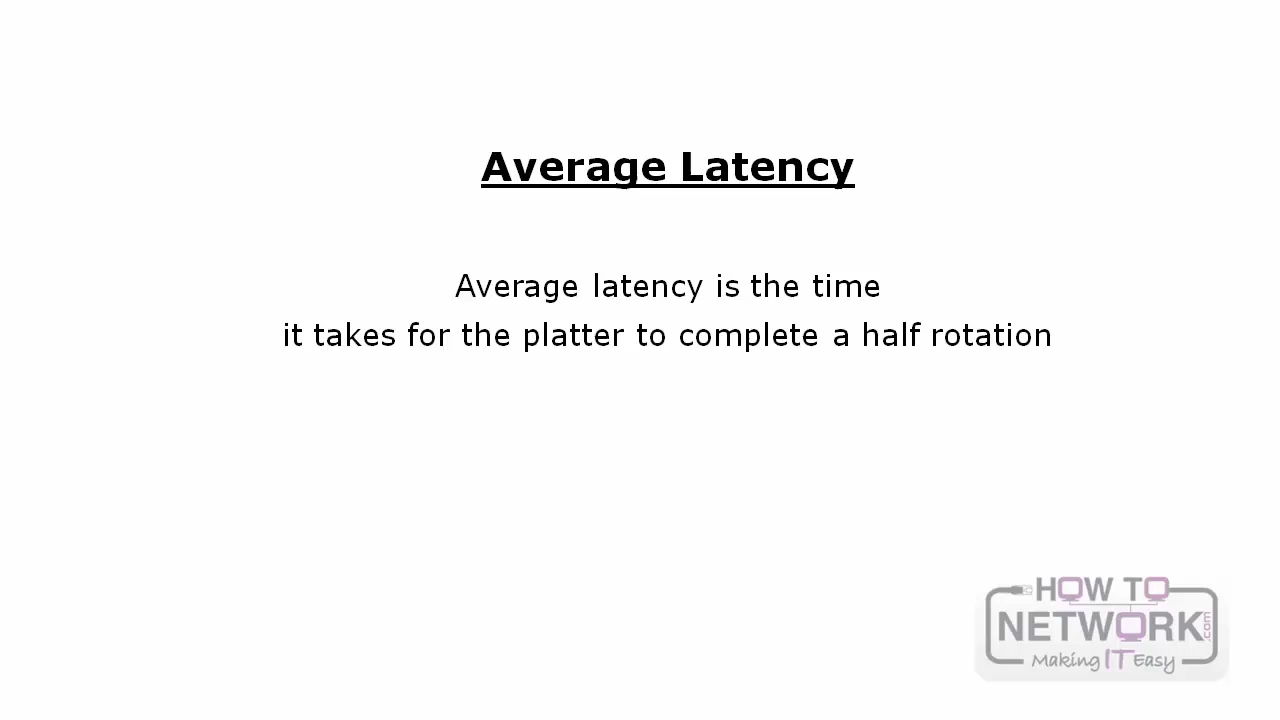 Average Latency
Average latency is the time
it takes for the platter to complete a half rotation
HOW TO
NETWORK.com
Making IT Easy